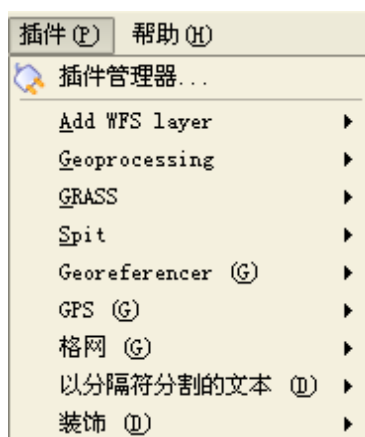 插件(P) 帮助(H)
插件管理器...
Add WFS layer
Geoprocessing
GRASS
Spit
Georeferencer (G)
GPS (G)
格网 (G)
以分隔符分割的文本 (D)
装饰 (D)